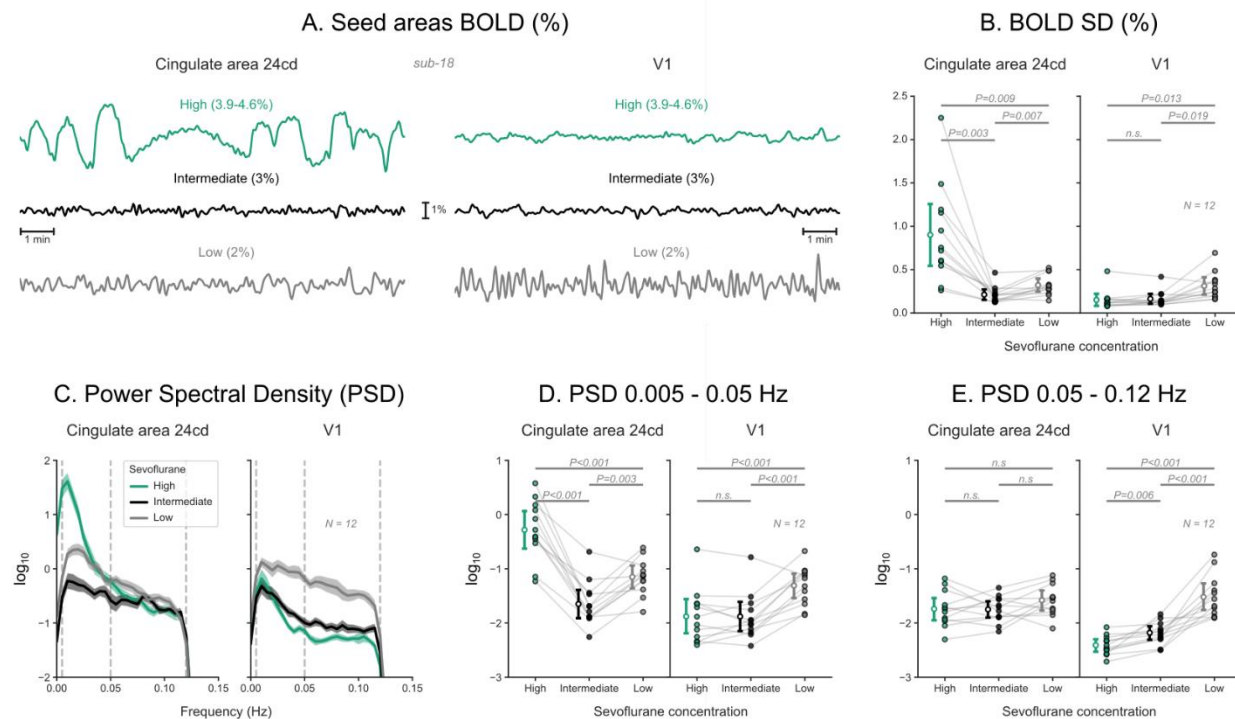 A. Seed areas BOLD (%)
Cingulate area 24cd
sub-18
V1
High (3.9-4.6%)
High (3.9-4.6%)
Intermediate (3%)
Intermediate (3%)
1%
1 min
1 min
Low (2%)
Low (2%)
B. BOLD SD (%)
Cingulate area 24cd
V1
2.5
2.0
1.5
1.0
0.5
0.0
P=0.009
P=0.007
P=0.003
P=0.013
P=0.019
n.s.
N = 12
High
Intermediate
Low
High
Intermediate
Low
Sevoflurane concentration
C. Power Spectral Density (PSD)
Cingulate area 24cd
V1
log10
2
1
0
−1
−2
Sevoflurane
High
Intermediate
Low
N = 12
0.00
0.05
0.10
0.00
0.05
0.10
Frequency (Hz)
D. PSD 0.005 - 0.05 Hz
Cingulate area 24cd
V1
log10
1
0
−1
−2
−3
P<0.001
P=0.003
P<0.001
P<0.001
P<0.001
n.s.
N = 12
High
Intermediate
Low
High
Intermediate
Low
Sevoflurane concentration
E. PSD 0.05 - 0.12 Hz
Cingulate area 24cd
V1
log10
1
0
−1
−2
−3
n.s
n.s
n.s.
P<0.001
P<0.001
P=0.006
N = 12
High
Intermediate
Low
High
Intermediate
Low
Sevoflurane concentration